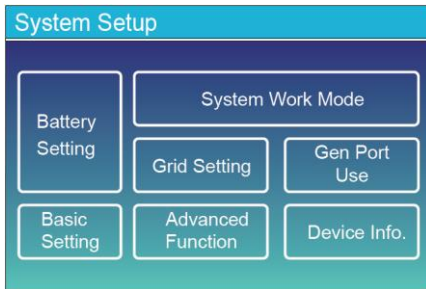 System Setup
Battery
Setting
System Work Mode
Grid Setting
Gen Port
Use
Basic
Setting
Advanced
Function
Device Info.